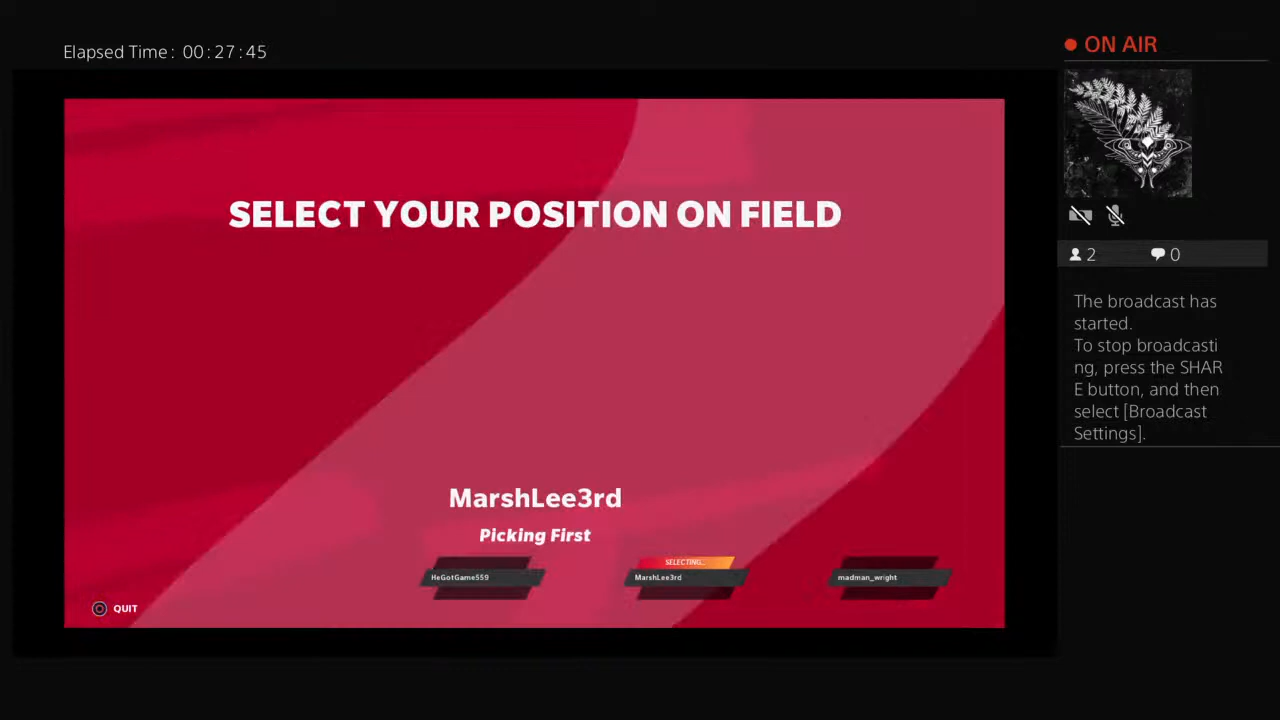 Elapsed Time: 00:27:45
ON AIR
SELECT YOUR POSITION ON FIELD
2
0
The broadcast has
started.
To stop broadcasti
ng, press the SHAR
E button, and then
select [Broadcast
Settings].
MarshLee3rd
Picking First
SELECTING...
HeGotGame559
MarshLee3rd
madman_wright
QUIT